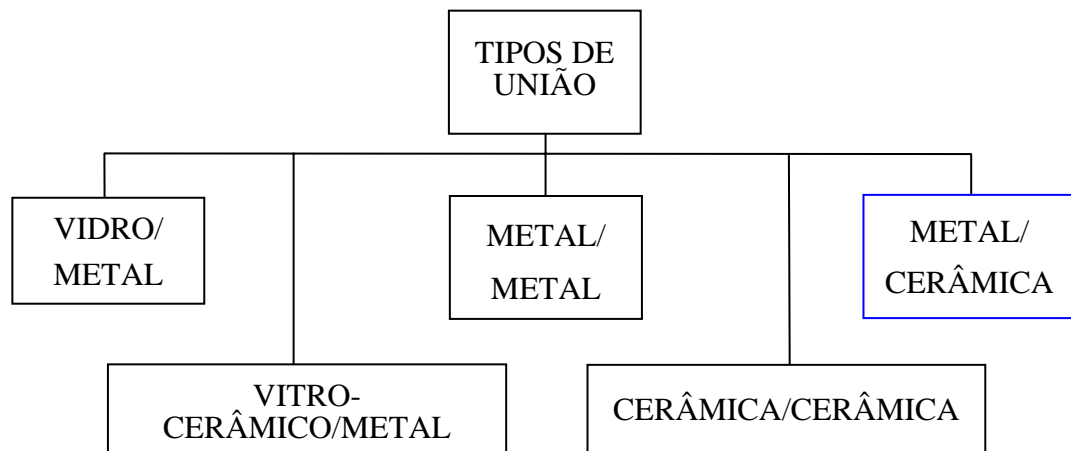 TIPOS DE
UNIÃO
VIDRO/
METAL
METAL/
METAL
METAL/
CERÂMICA
VITRO-
CERÂMICO/METAL
CERÂMICA/CERÂMICA